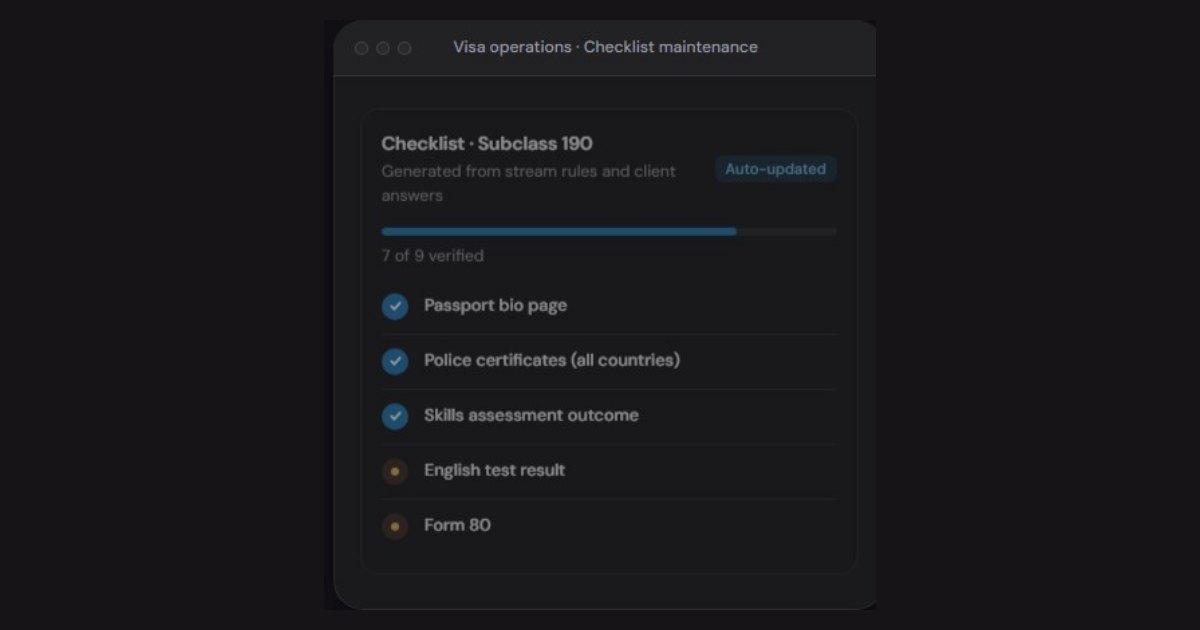 Visa operations · Checklist maintenance
Checklist · Subclass 190
Generated from stream rules and client
answers
Auto-updated
7 of 9 verified
Passport bio page
Police certificates (all countries)
Skills assessment outcome
English test result
Form 80